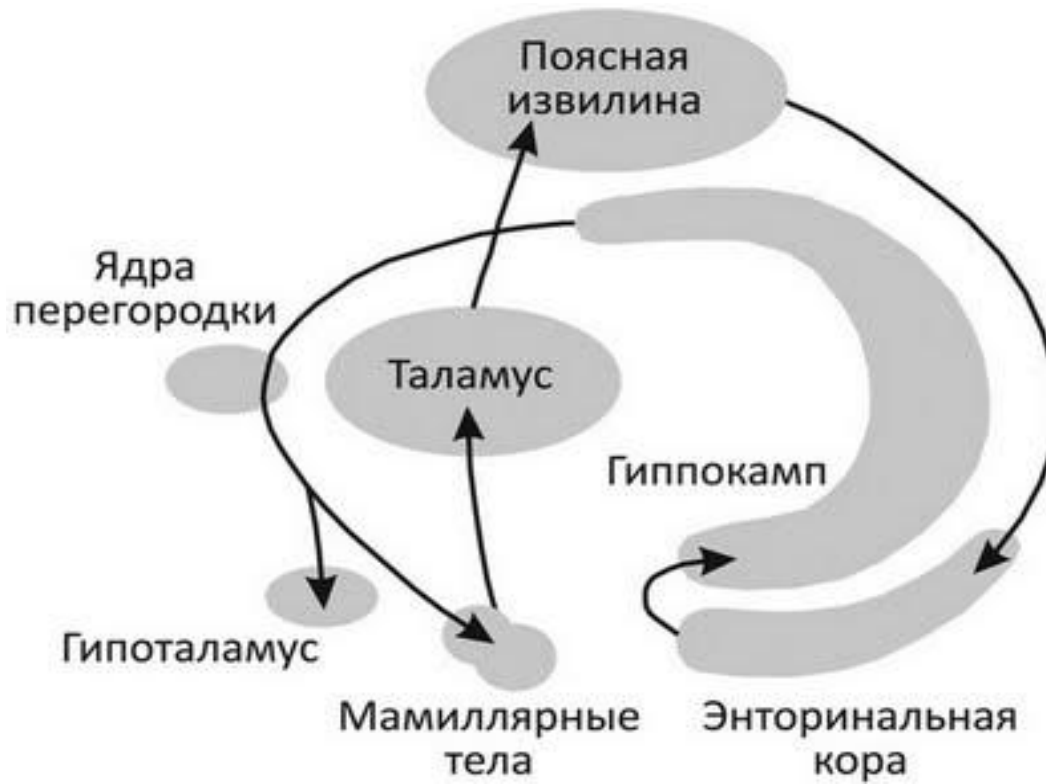 Поясная
извилина
Ядра
перегородки
Таламус
Гиппокамп
Гипоталамус
Мамиллярные
тела
Энторинальная
кора